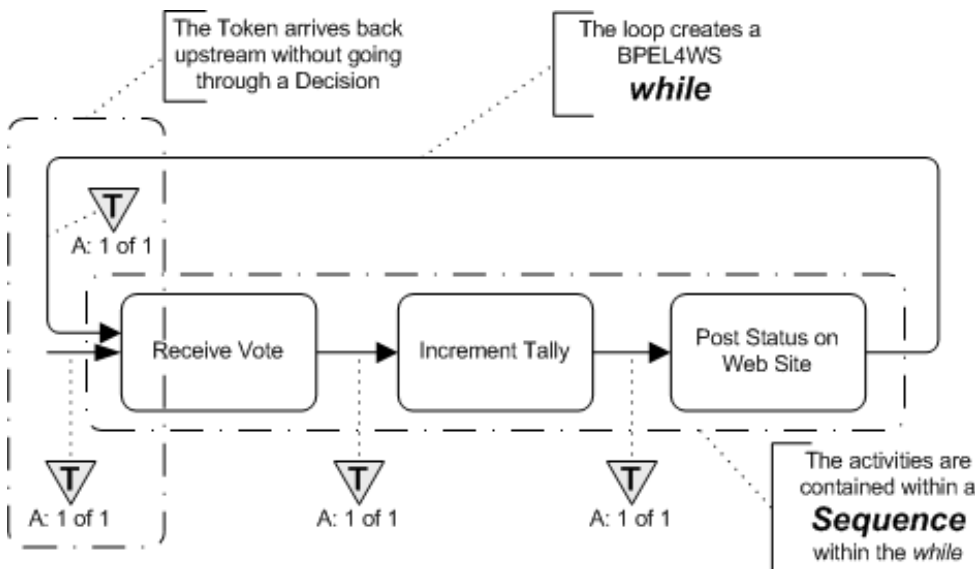 The Token arrives back
upstream without going
through a Decision
The loop creates a
BPEL4WS
while
T
A: 1 of 1
Receive Vote
Increment Tally
Post Status on
Web Site
T
A: 1 of 1
T
A: 1 of 1
T
A: 1 of 1
The activities are
contained within a
Sequence
within the while